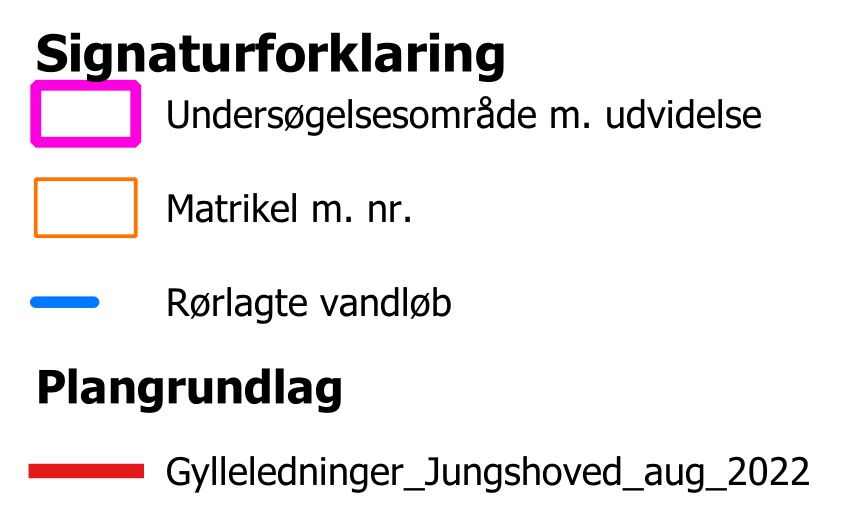 Signaturforklaring
Undersøgelsesområde m. udvidelse
Matrikel m. nr.
Rørlagte vandløb
Plangrundlag
Gylleledninger_Jungshoved_aug_2022